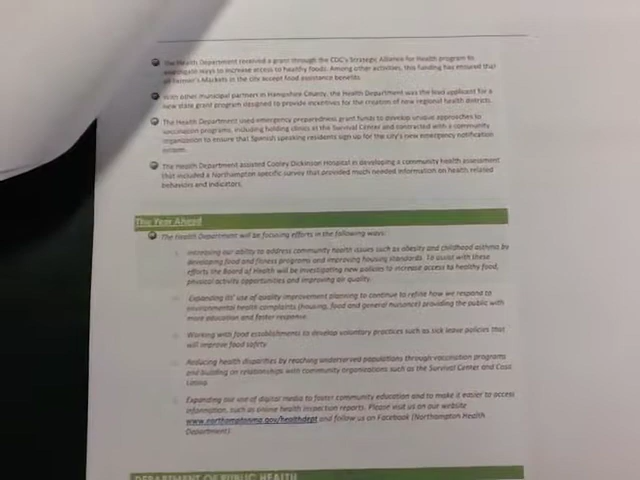 The Health Department received a grant through the CDC's Strategic Alliance for Health program to
investigate ways to increase access to healthy foods. Among other activities, this funding has ensured that
all Farmer's Markets in the city accept food assistance benefits.
With other municipal partners in Hampshire County, the Health Department was the lead applicant for a
new state grant program designed to provide incentives for the creation of new regional health districts.
The Health Department used emergency preparedness grant funds to develop unique approaches to
vaccination programs, including holding clinics at the Survival Center and contracted with a community
organization to ensure that Spanish speaking residents sign up for the city's new emergency notification
system.
The Health Department assisted Cooley Dickinson Hospital in developing a community health assessment
that included a Northampton specific survey that provided much needed information on health related
behaviors and indicators.
The Year Ahead
The Health Department will be focusing efforts in the following ways:
Increasing our ability to address community health issues such as obesity and childhood asthma by
developing food and fitness programs and improving housing standards. To assist with these
efforts the Board of Health will be investigating new policies to increase access to healthy food,
physical activity opportunities and improving air quality.
Expanding its' use of quality improvement planning to continue to refine how we respond to
environmental health complaints (housing, food and general nuisance) providing the public with
more education and faster response.
Working with food establishments to develop voluntary practices such as sick leave policies that
will improve food safety.
Reducing health disparities by reaching underserved populations through vaccination programs
and building on relationships with community organizations such as the Survival Center and Casa
Latina.
Expanding our use of digital media to foster community education and to make it easier to access
information, such as online health inspection reports. Please visit us on our website
www.northamptonma.gov/healthdept and follow us on Facebook (Northampton Health
Department).
DEPARTMENT OF PUBLIC HEALTH